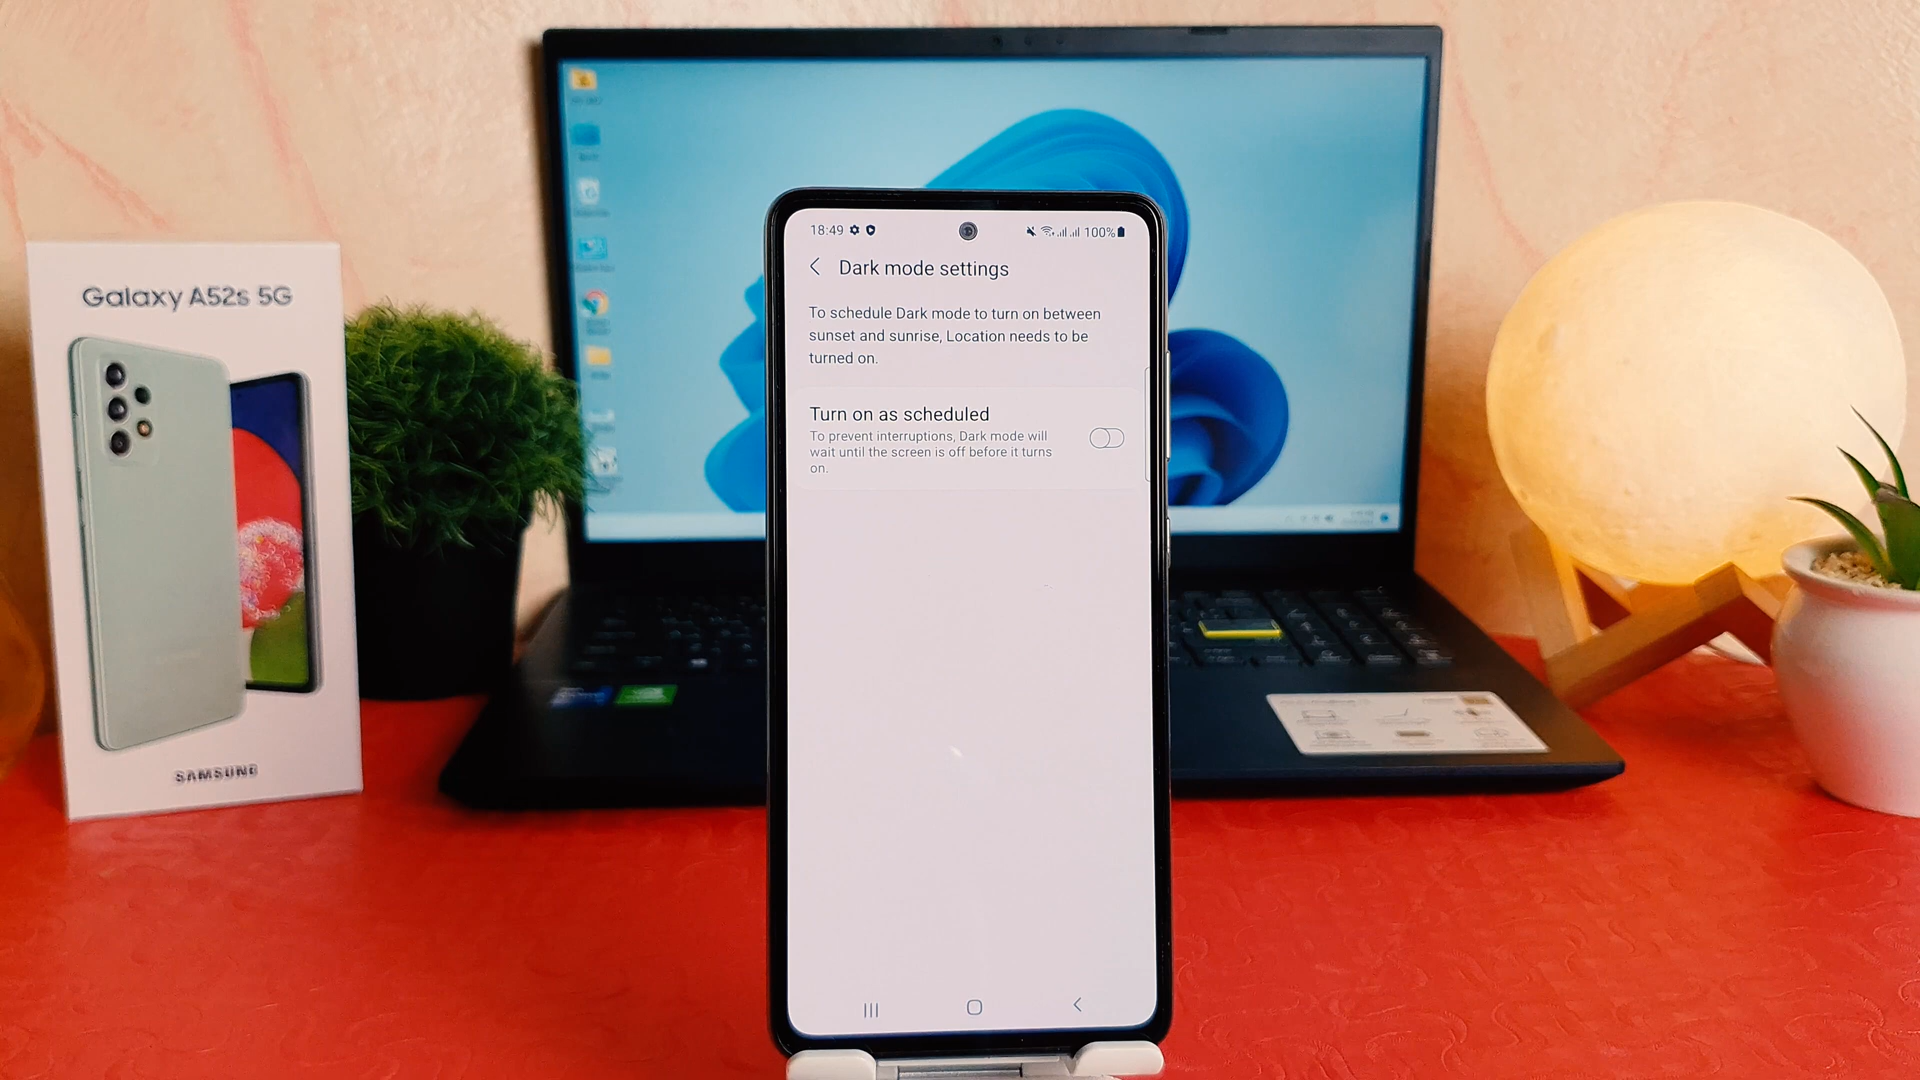 Galaxy A52s 5G
SAMSUNG
18:49
100%
Dark mode settings
To schedule Dark mode to turn on between
sunset and sunrise, Location needs to be
turned on.
Turn on as scheduled
To prevent interruptions, Dark mode will
wait until the screen is off before it turns
on.